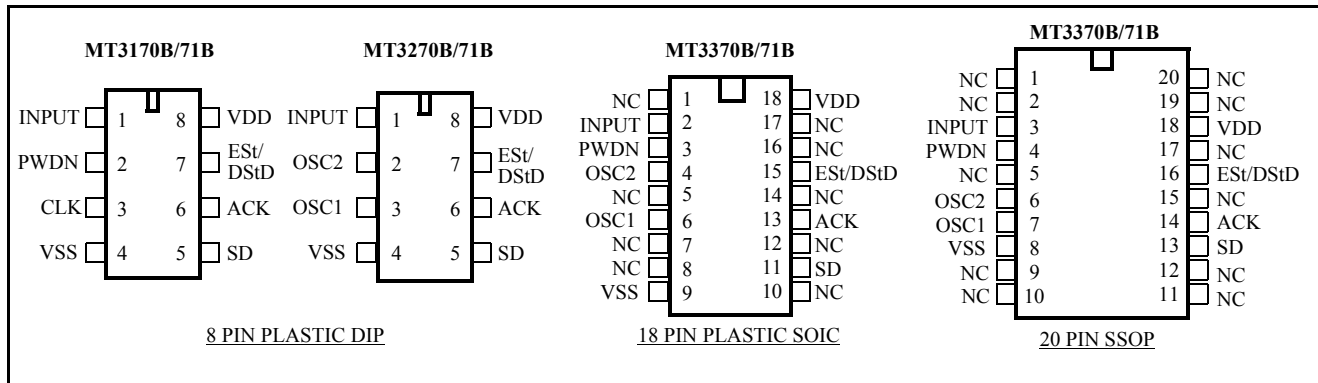 MT3170B/71B
INPUT 1 8 VDD
PWDN 2 7 ESt/
DStD
CLK 3 6 ACK
VSS 4 5 SD
MT3270B/71B
INPUT 1 8 VDD
OSC2 2 7 ESt/
DStD
OSC1 3 6 ACK
VSS 4 5 SD
8 PIN PLASTIC DIP
MT3370B/71B
NC 1 18 VDD
INPUT 2 17 NC
PWDN 3 16 NC
OSC2 4 15 ESt/DStD
NC 5 14 NC
OSC1 6 13 ACK
NC 7 12 NC
NC 8 11 SD
VSS 9 10 NC
18 PIN PLASTIC SOIC
MT3370B/71B
NC 1 20 NC
NC 2 19 NC
INPUT 3 18 VDD
PWDN 4 17 NC
NC 5 16 ESt/DStD
OSC2 6 15 NC
OSC1 7 14 ACK
VSS 8 13 SD
NC 9 12 NC
NC 10 11 NC
20 PIN SSOP